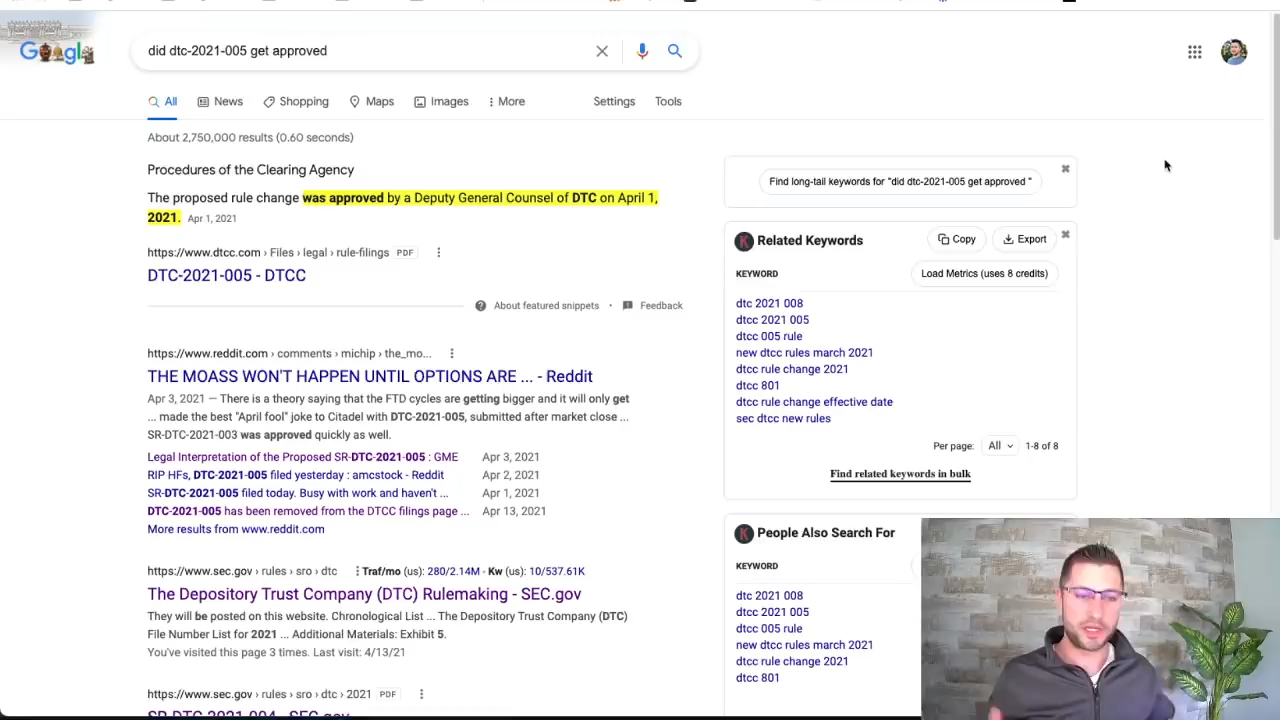 Google
did dtc-2021-005 get approved
All
News
Shopping
Maps
Images
More
Settings
Tools
About 2,750,000 results (0.60 seconds)
Procedures of the Clearing Agency
The proposed rule change was approved by a Deputy General Counsel of DTC on April 1,
2021. Apr 1, 2021
https://www.dtcc.com › Files › legal › rule-filings PDF
DTC-2021-005 - DTCC
About featured snippets • Feedback
https://www.reddit.com › comments › michip › the_mo...
THE MOASS WON'T HAPPEN UNTIL OPTIONS ARE ... - Reddit
Apr 3, 2021 — There is a theory saying that the FTD cycles are getting bigger and it will only get
... made the best "April fool" joke to Citadel with DTC-2021-005, submitted after market close ...
SR-DTC-2021-003 was approved quickly as well.
Legal Interpretation of the Proposed SR-DTC-2021-005 : GME Apr 3, 2021
RIP HFs, DTC-2021-005 filed yesterday : amcstock - Reddit Apr 2, 2021
SR-DTC-2021-005 filed today. Busy with work and haven't ... Apr 1, 2021
DTC-2021-005 has been removed from the DTCC filings page ... Apr 13, 2021
More results from www.reddit.com
https://www.sec.gov › rules › sro › dtc Traf/mo (us): 280/2.14M - Kw (us): 10/537.61K
The Depository Trust Company (DTC) Rulemaking - SEC.gov
They will be posted on this website. Chronological List ... The Depository Trust Company (DTC)
File Number List for 2021 ... Additional Materials: Exhibit 5.
You've visited this page 3 times. Last visit: 4/13/21
https://www.sec.gov › rules › sro › dtc › 2021 PDF
SR-DTC-2021-004 - SEC.gov
Find long-tail keywords for "did dtc-2021-005 get approved "
K
Related Keywords
Copy
Export
KEYWORD
Load Metrics (uses 8 credits)
dtc 2021 008
dtcc 2021 005
dtc 005 rule
new dtcc rules march 2021
dtcc rule change 2021
dtcc 801
dtcc rule change effective date
sec dtcc new rules
Per page: All 1-8 of 8
Find related keywords in bulk
K
People Also Search For
KEYWORD
dtc 2021 008
dtcc 2021 005
dtc 005 rule
new dtcc rules march 2021
dtcc rule change 2021
dtcc 801